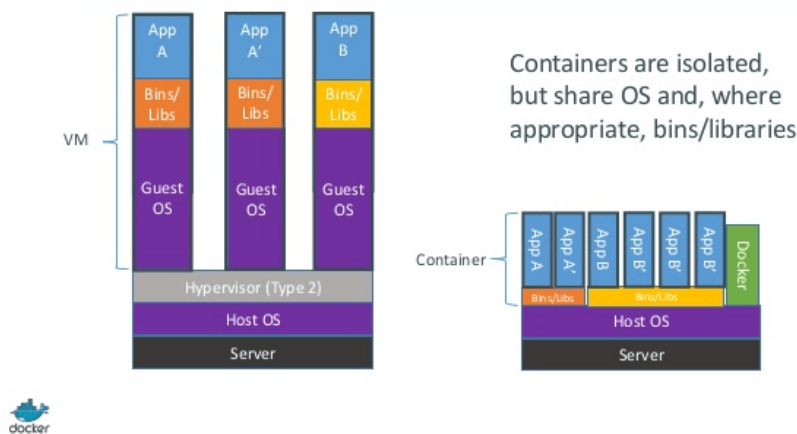 App
A
App
A'
App
B
Bins/
Libs
Bins/
Libs
Bins/
Libs
VM
Guest
OS
Guest
OS
Guest
OS
Hypervisor (Type 2)
Host OS
Server
Containers are isolated,
but share OS and, where
appropriate, bins/libraries
Container
App A
App A'
App B
App B'
App B'
App B'
Docker
Bins/Libs
Bins/Libs
Host OS
Server
docker